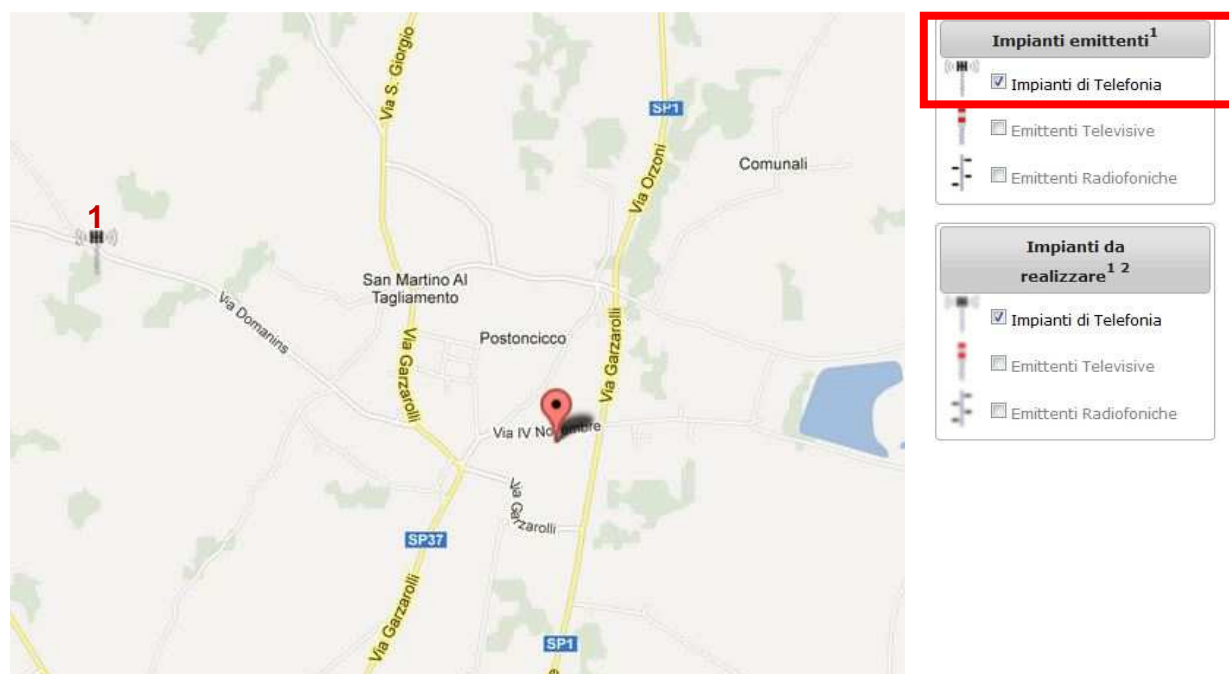 Via S. Giorgio
SP1
Via Orzoni
Comunali
1
San Martino Al
Tagliamento
Via Domanins
Postoncicco
Via Garzarolli
Via Garzarolli
Via IV Novembre
Via Garzarolli
SP37
Via Garzarolli
SP1
Impianti emittenti¹
Impianti di Telefonia
Emittenti Televisive
Emittenti Radiofoniche
Impianti da
realizzare¹ ²
Impianti di Telefonia
Emittenti Televisive
Emittenti Radiofoniche